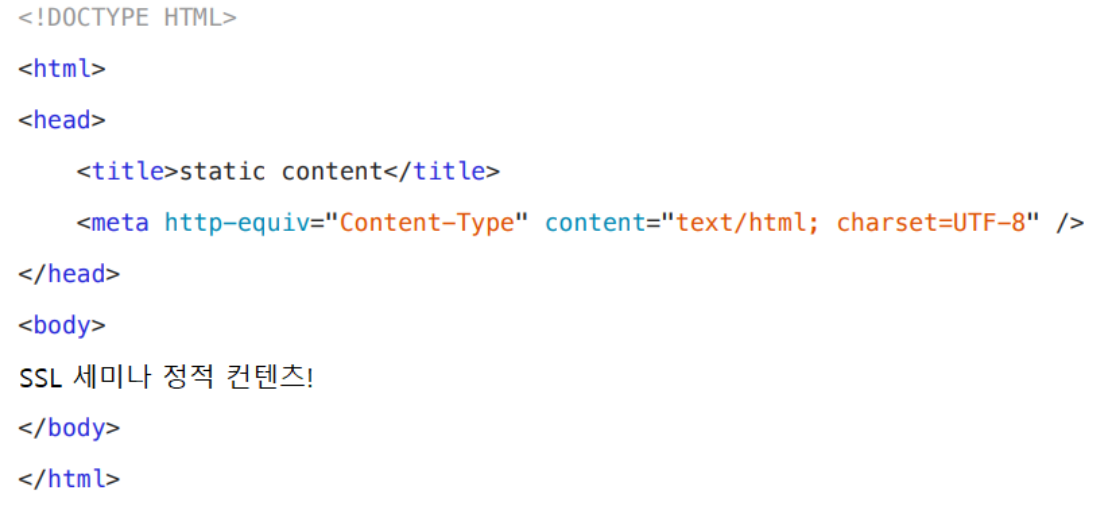 <!DOCTYPE HTML>
<html>
<head>
    <title>static content</title>
    <meta http-equiv="Content-Type" content="text/html; charset=UTF-8" />
</head>
<body>
SSL 세미나 정적 컨텐츠!
</body>
</html>